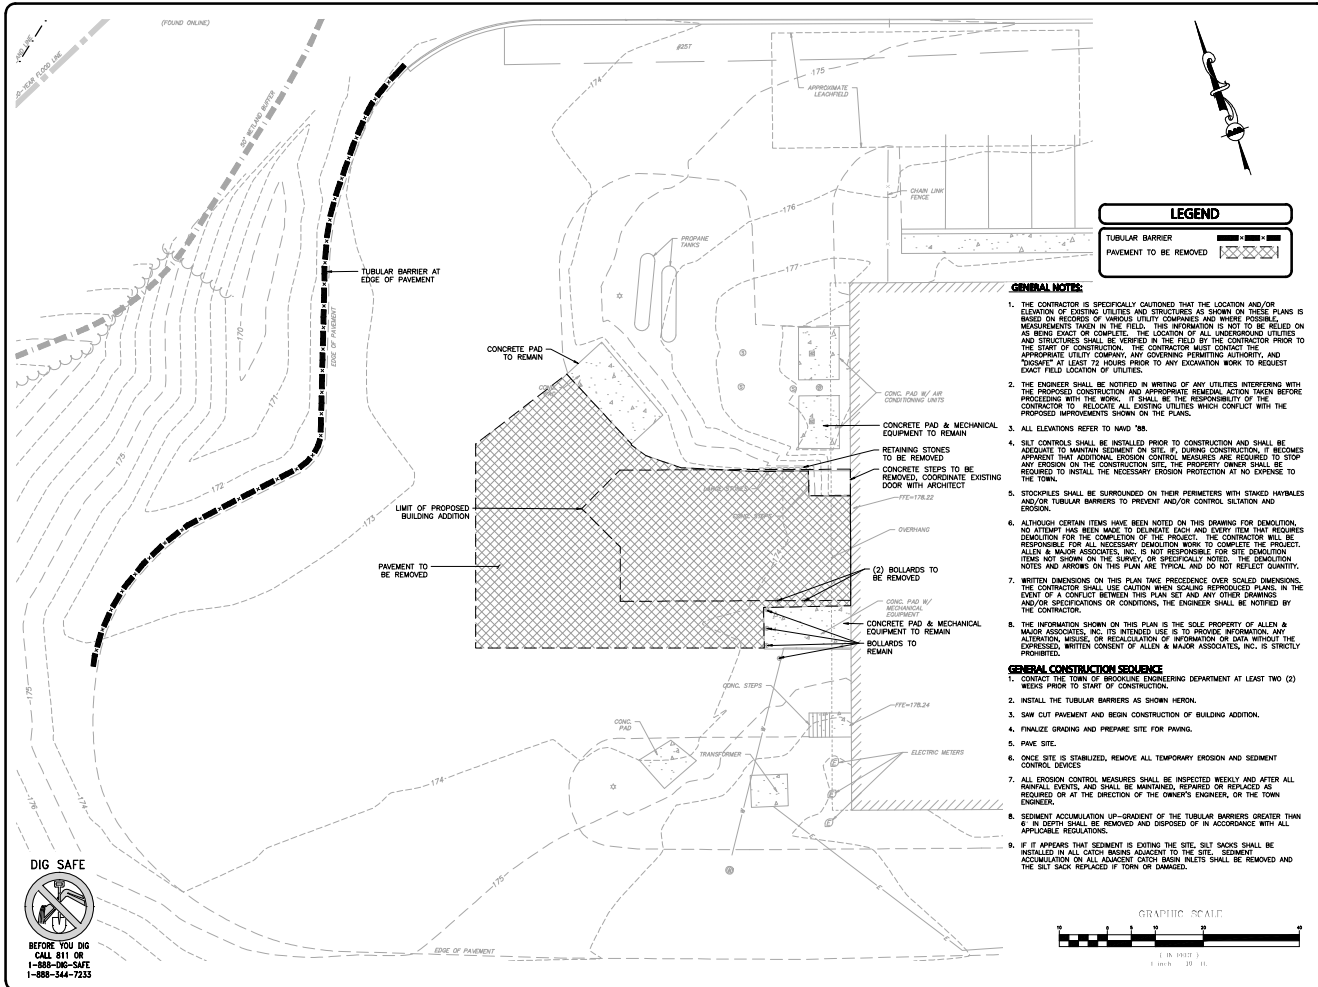 (FOUND ONLINE)
50' WETLAND BUFFER
TUBULAR BARRIER AT
EDGE OF PAVEMENT
EDGE OF PAVEMENT
-170-
-171-
172
-173-
-175-
174
-175
APPROXIMATE
LEACHFIELD
CHAIN LINK
FENCE
-176
PROPANE
TANKS
-177-
CONCRETE PAD
TO REMAIN
CONC. PAD W/ AIR
CONDITIONING UNITS
CONCRETE PAD & MECHANICAL
EQUIPMENT TO REMAIN
RETAINING STONES
TO BE REMOVED
CONCRETE STEPS TO BE
REMOVED, COORDINATE EXISTING
DOOR WITH ARCHITECT
LIMIT OF PROPOSED
BUILDING ADDITION
FFE=178.22
OVERHANG
PAVEMENT TO
BE REMOVED
(2) BOLLARDS TO
BE REMOVED
CONC. PAD W/
MECHANICAL
EQUIPMENT
CONCRETE PAD & MECHANICAL
EQUIPMENT TO REMAIN
BOLLARDS TO
REMAIN
CONC. STEPS
FFE=178.24
CONC.
PAD
TRANSFORMER
ELECTRIC METERS
174
-175
-176
-174
-175
EDGE OF PAVEMENT
DIG SAFE
BEFORE YOU DIG
CALL 811 OR
1-888-DIG-SAFE
1-888-344-7233
LEGEND
TUBULAR BARRIER
PAVEMENT TO BE REMOVED
GENERAL NOTES:
1. THE CONTRACTOR IS SPECIFICALLY CAUTIONED THAT THE LOCATION AND/OR
ELEVATION OF EXISTING UTILITIES AND STRUCTURES AS SHOWN ON THESE PLANS IS
BASED ON RECORDS OF VARIOUS UTILITY COMPANIES AND WHERE POSSIBLE,
MEASUREMENTS TAKEN IN THE FIELD. THIS INFORMATION IS NOT TO BE RELIED ON
AS BEING EXACT OR COMPLETE. THE LOCATION OF ALL UNDERGROUND UTILITIES
AND STRUCTURES SHALL BE VERIFIED IN THE FIELD BY THE CONTRACTOR PRIOR TO
THE START OF CONSTRUCTION. THE CONTRACTOR MUST CONTACT THE
APPROPRIATE UTILITY COMPANY, ANY GOVERNING PERMITTING AUTHORITY, AND
"DIGSAFE" AT LEAST 72 HOURS PRIOR TO ANY EXCAVATION WORK TO REQUEST
EXACT FIELD LOCATION OF UTILITIES.
2. THE ENGINEER SHALL BE NOTIFIED IN WRITING OF ANY UTILITIES INTERFERING WITH
THE PROPOSED CONSTRUCTION AND APPROPRIATE REMEDIAL ACTION TAKEN BEFORE
PROCEEDING WITH THE WORK. IT SHALL BE THE RESPONSIBILITY OF THE
CONTRACTOR TO RELOCATE ALL EXISTING UTILITIES WHICH CONFLICT WITH THE
PROPOSED IMPROVEMENTS SHOWN ON THE PLANS.
3. ALL ELEVATIONS REFER TO NAVD '88.
4. SILT CONTROLS SHALL BE INSTALLED PRIOR TO CONSTRUCTION AND SHALL BE
ADEQUATE TO MAINTAIN SEDIMENT ON SITE. IF, DURING CONSTRUCTION, IT BECOMES
APPARENT THAT ADDITIONAL EROSION CONTROL MEASURES ARE REQUIRED TO STOP
ANY EROSION ON THE CONSTRUCTION SITE, THE PROPERTY OWNER SHALL BE
REQUIRED TO INSTALL THE NECESSARY EROSION PROTECTION AT NO EXPENSE TO
THE TOWN.
5. STOCKPILES SHALL BE SURROUNDED ON THEIR PERIMETERS WITH STAKED HAYBALES
AND/OR TUBULAR BARRIERS TO PREVENT AND/OR CONTROL SILTATION AND
EROSION.
6. ALTHOUGH CERTAIN ITEMS HAVE BEEN NOTED ON THIS DRAWING FOR DEMOLITION,
NO ATTEMPT HAS BEEN MADE TO DELINEATE EACH AND EVERY ITEM THAT REQUIRES
DEMOLITION FOR THE COMPLETION OF THE PROJECT. THE CONTRACTOR WILL BE
RESPONSIBLE FOR ALL NECESSARY DEMOLITION WORK TO COMPLETE THE PROJECT.
ALLEN & MAJOR ASSOCIATES, INC. IS NOT RESPONSIBLE FOR SITE DEMOLITION
ITEMS NOT SHOWN ON THE SURVEY, OR SPECIFICALLY NOTED. THE DEMOLITION
NOTES AND ARROWS ON THIS PLAN ARE TYPICAL AND DO NOT REFLECT QUANTITY.
7. WRITTEN DIMENSIONS ON THIS PLAN TAKE PRECEDENCE OVER SCALED DIMENSIONS.
THE CONTRACTOR SHALL USE CAUTION WHEN SCALING REPRODUCED PLANS. IN THE
EVENT OF A CONFLICT BETWEEN THIS PLAN SET AND ANY OTHER DRAWINGS
AND/OR SPECIFICATIONS OR CONDITIONS, THE ENGINEER SHALL BE NOTIFIED BY
THE CONTRACTOR.
8. THE INFORMATION SHOWN ON THIS PLAN IS THE SOLE PROPERTY OF ALLEN &
MAJOR ASSOCIATES, INC. ITS INTENDED USE IS TO PROVIDE INFORMATION. ANY
ALTERATION, MISUSE, OR RECALCULATION OF INFORMATION OR DATA WITHOUT THE
EXPRESSED, WRITTEN CONSENT OF ALLEN & MAJOR ASSOCIATES, INC. IS STRICTLY
PROHIBITED.
GENERAL CONSTRUCTION SEQUENCE
1. CONTACT THE TOWN OF BROOKLINE ENGINEERING DEPARTMENT AT LEAST TWO (2)
WEEKS PRIOR TO START OF CONSTRUCTION.
2. INSTALL THE TUBULAR BARRIERS AS SHOWN HERON.
3. SAW CUT PAVEMENT AND BEGIN CONSTRUCTION OF BUILDING ADDITION.
4. FINALIZE GRADING AND PREPARE SITE FOR PAVING.
5. PAVE SITE.
6. ONCE SITE IS STABILIZED, REMOVE ALL TEMPORARY EROSION AND SEDIMENT
CONTROL DEVICES
7. ALL EROSION CONTROL MEASURES SHALL BE INSPECTED WEEKLY AND AFTER ALL
RAINFALL EVENTS, AND SHALL BE MAINTAINED, REPAIRED OR REPLACED AS
REQUIRED OR AT THE DIRECTION OF THE OWNER'S ENGINEER, OR THE TOWN
ENGINEER.
8. SEDIMENT ACCUMULATION UP-GRADIENT OF THE TUBULAR BARRIERS GREATER THAN
6" IN DEPTH SHALL BE REMOVED AND DISPOSED OF IN ACCORDANCE WITH ALL
APPLICABLE REGULATIONS.
9. IF IT APPEARS THAT SEDIMENT IS EXITING THE SITE, SILT SACKS SHALL BE
INSTALLED IN ALL CATCH BASINS ADJACENT TO THE SITE. SEDIMENT
ACCUMULATION ON ALL ADJACENT CATCH BASIN INLETS SHALL BE REMOVED AND
THE SILT SACK REPLACED IF TORN OR DAMAGED.
GRAPHIC SCALE
10 0 5 10 20 40
( IN FEET )